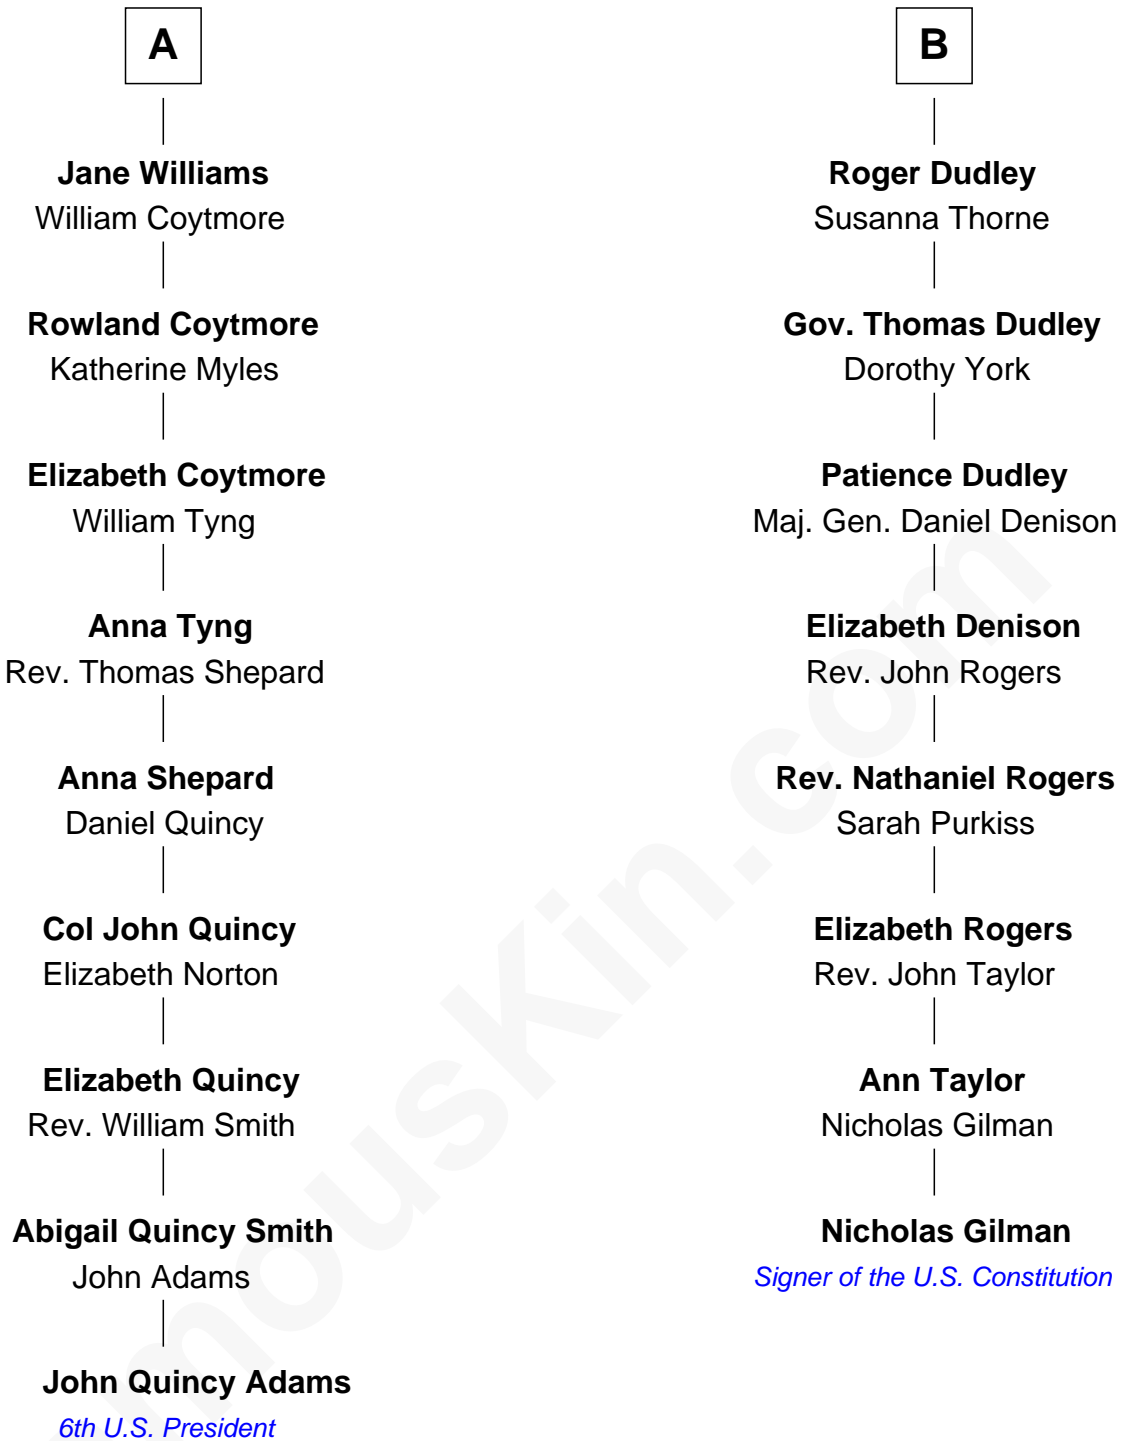 A
Jane Williams
William Coytmore
Rowland Coytmore
Katherine Myles
Elizabeth Coytmore
William Tyng
Anna Tyng
Rev. Thomas Shepard
Anna Shepard
Daniel Quincy
Col John Quincy
Elizabeth Norton
Elizabeth Quincy
Rev. William Smith
Abigail Quincy Smith
John Adams
John Quincy Adams
6th U.S. President
B
Roger Dudley
Susanna Thorne
Gov. Thomas Dudley
Dorothy York
Patience Dudley
Maj. Gen. Daniel Denison
Elizabeth Denison
Rev. John Rogers
Rev. Nathaniel Rogers
Sarah Purkiss
Elizabeth Rogers
Rev. John Taylor
Ann Taylor
Nicholas Gilman
Nicholas Gilman
Signer of the U.S. Constitution
mousKin.com